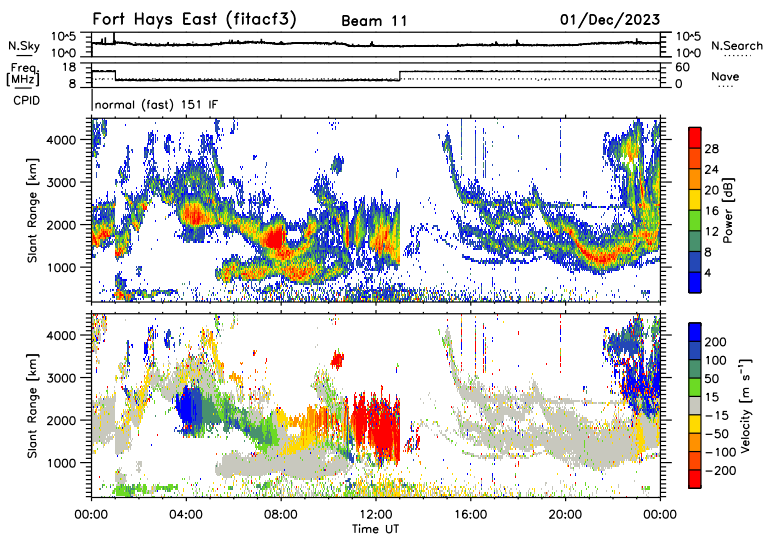 Fort Hays East (fitacf3) Beam 11 01/Dec/2023
N.Sky 10^5 10^0 10^5 10^0 N.Search
Freq. [MHz] 18 8 60 0 Nave
CPID normal (fast) 151 IF
Slant Range [km] 4000 3000 2000 1000
Power [dB] 28 24 20 16 12 8 4
Slant Range [km] 4000 3000 2000 1000
Velocity [m s⁻¹] 200 100 50 15 −15 −50 −100 −200
00:00 04:00 08:00 12:00 16:00 20:00 00:00
Time UT